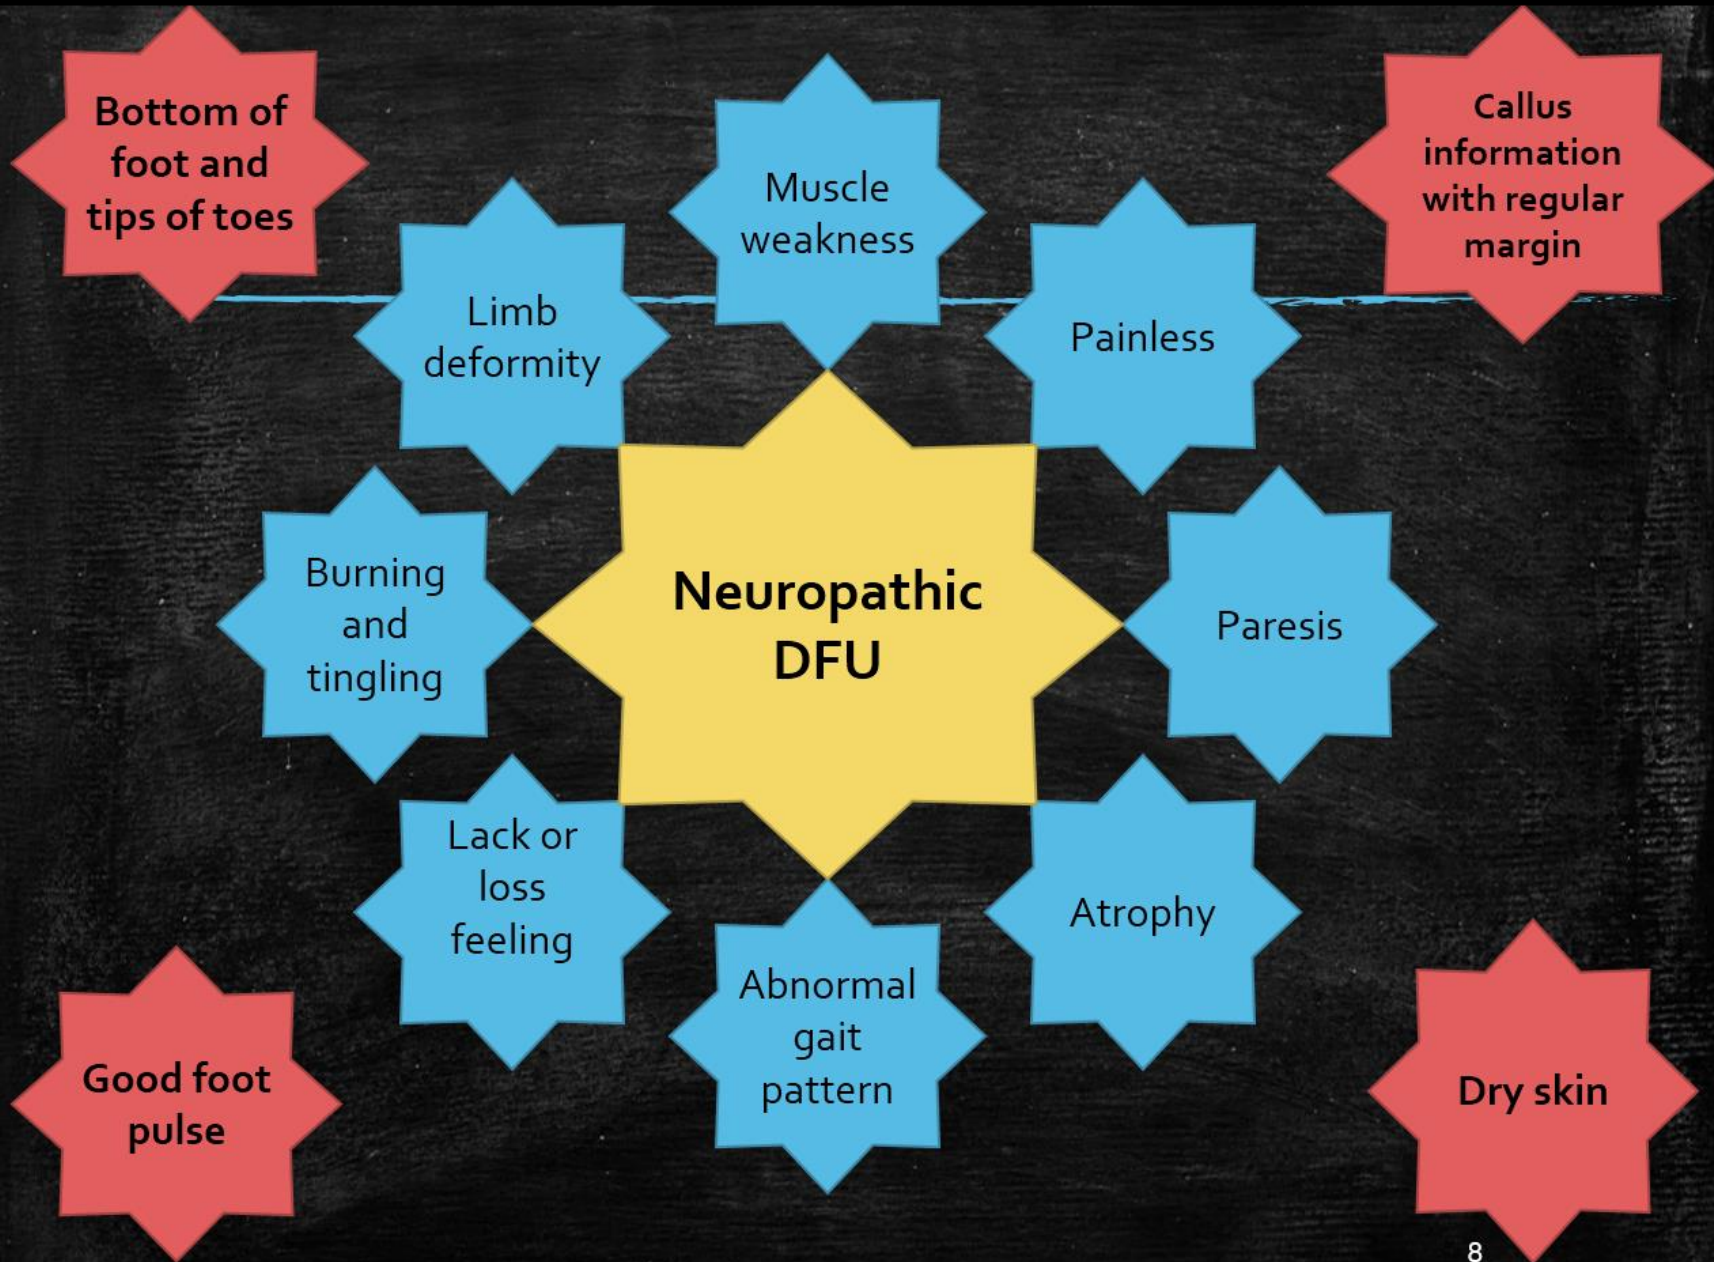 Bottom of
foot and
tips of toes
Muscle
weakness
Callus
information
with regular
margin
Limb
deformity
Painless
Burning
and
tingling
Neuropathic
DFU
Paresis
Lack or
loss
feeling
Abnormal
gait
pattern
Atrophy
Good foot
pulse
Dry skin
8